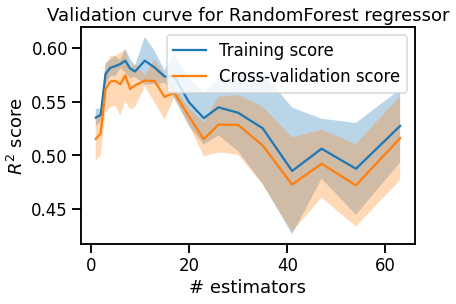 Validation curve for RandomForest regressor
Training score
Cross-validation score
R² score
0.60
0.55
0.50
0.45
0 20 40 60
# estimators